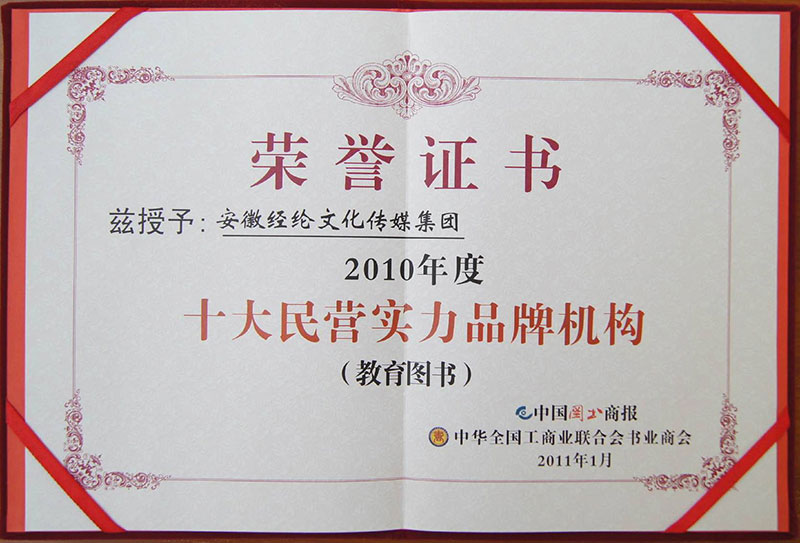 荣誉证书
兹授予：安徽经纶文化传媒集团
2010年度
十大民营实力品牌机构
（教育图书）
中国图书商报
中华全国工商业联合会书业商会
2011年1月